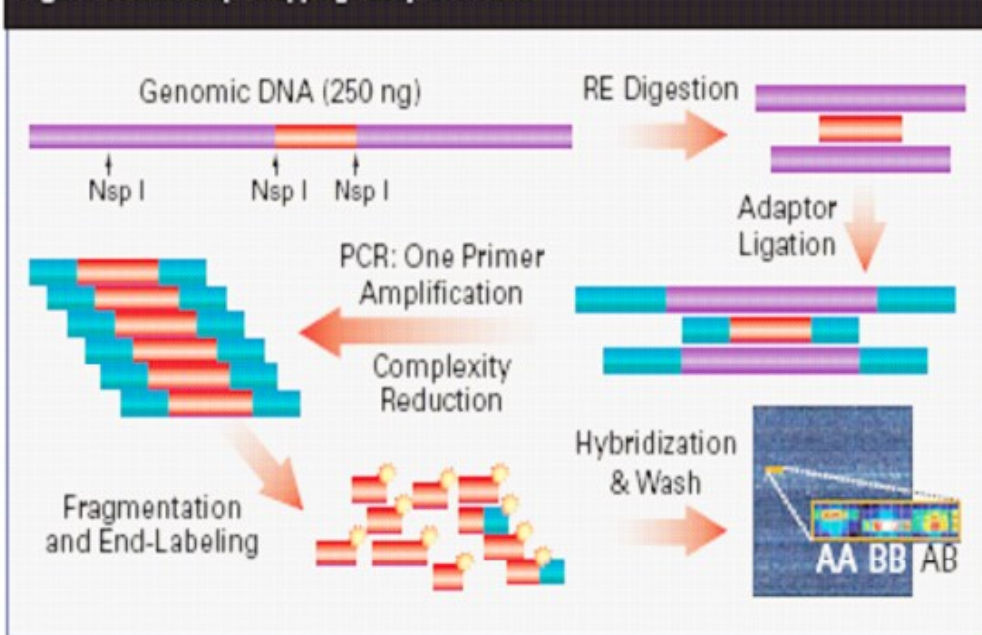 Genomic DNA (250 ng)
RE Digestion
Nsp I
Nsp I
Nsp I
Adaptor
Ligation
PCR: One Primer
Amplification
Complexity
Reduction
Fragmentation
and End-Labeling
Hybridization
& Wash
AA BB AB